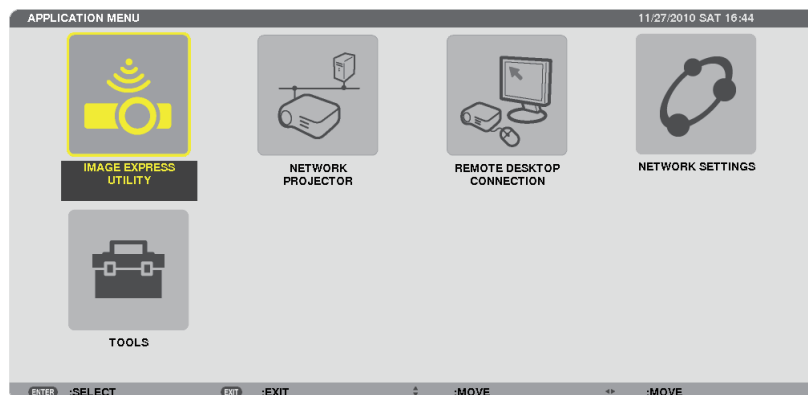 APPLICATION MENU
11/27/2010 SAT 16:44
IMAGE EXPRESS
UTILITY
NETWORK
PROJECTOR
REMOTE DESKTOP
CONNECTION
NETWORK SETTINGS
TOOLS
ENTER :SELECT
EXIT :EXIT
:MOVE
:MOVE